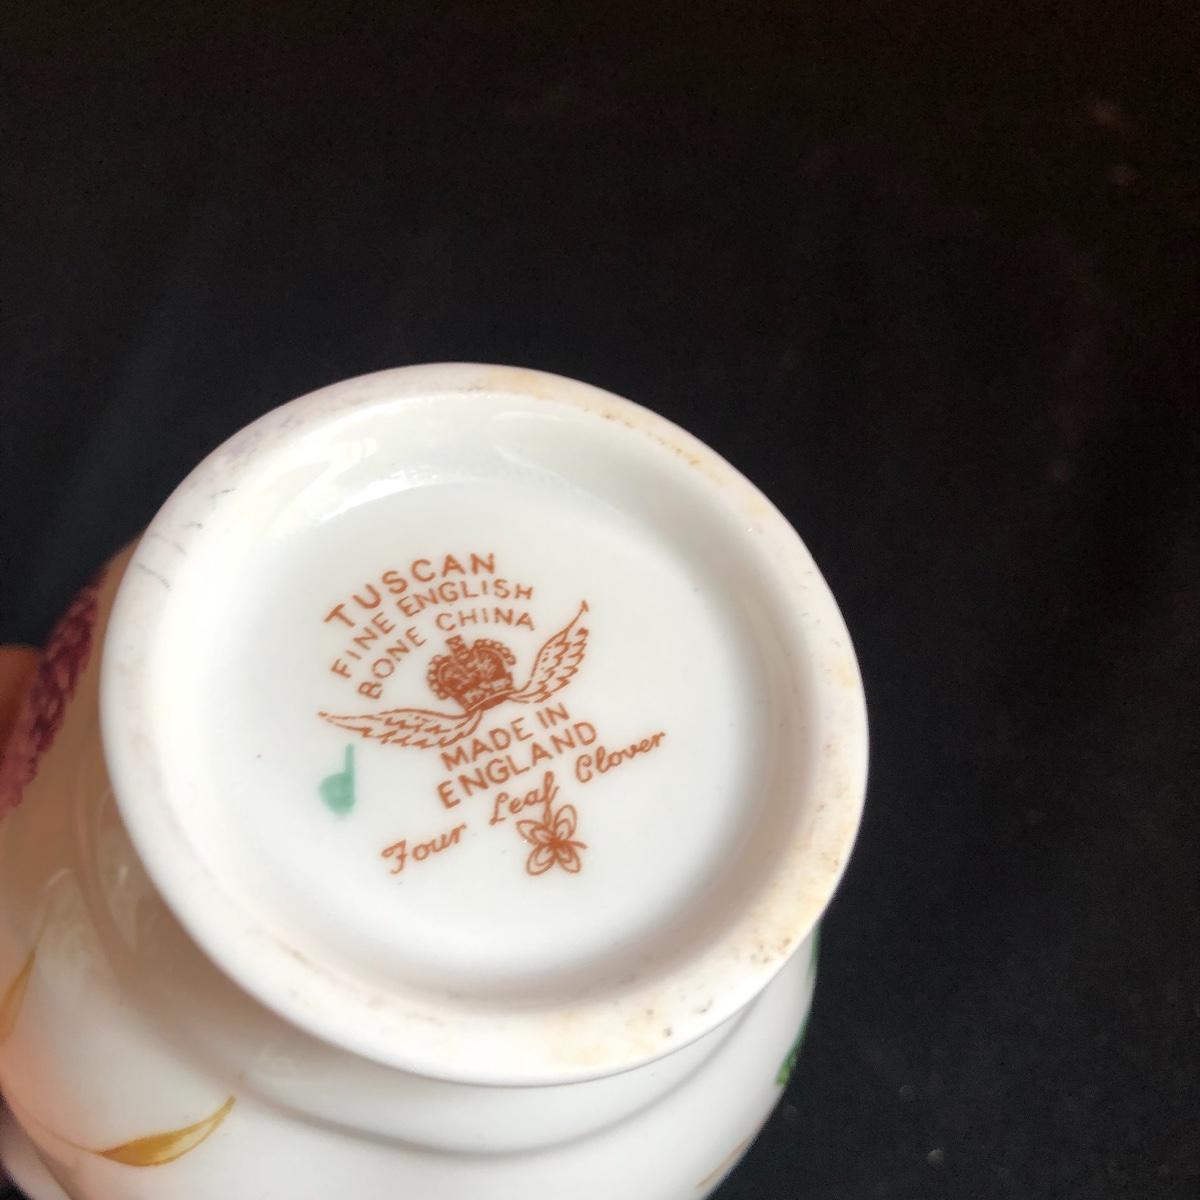 TUSCAN
FINE ENGLISH
BONE CHINA
MADE IN
ENGLAND
Four Leaf Clover